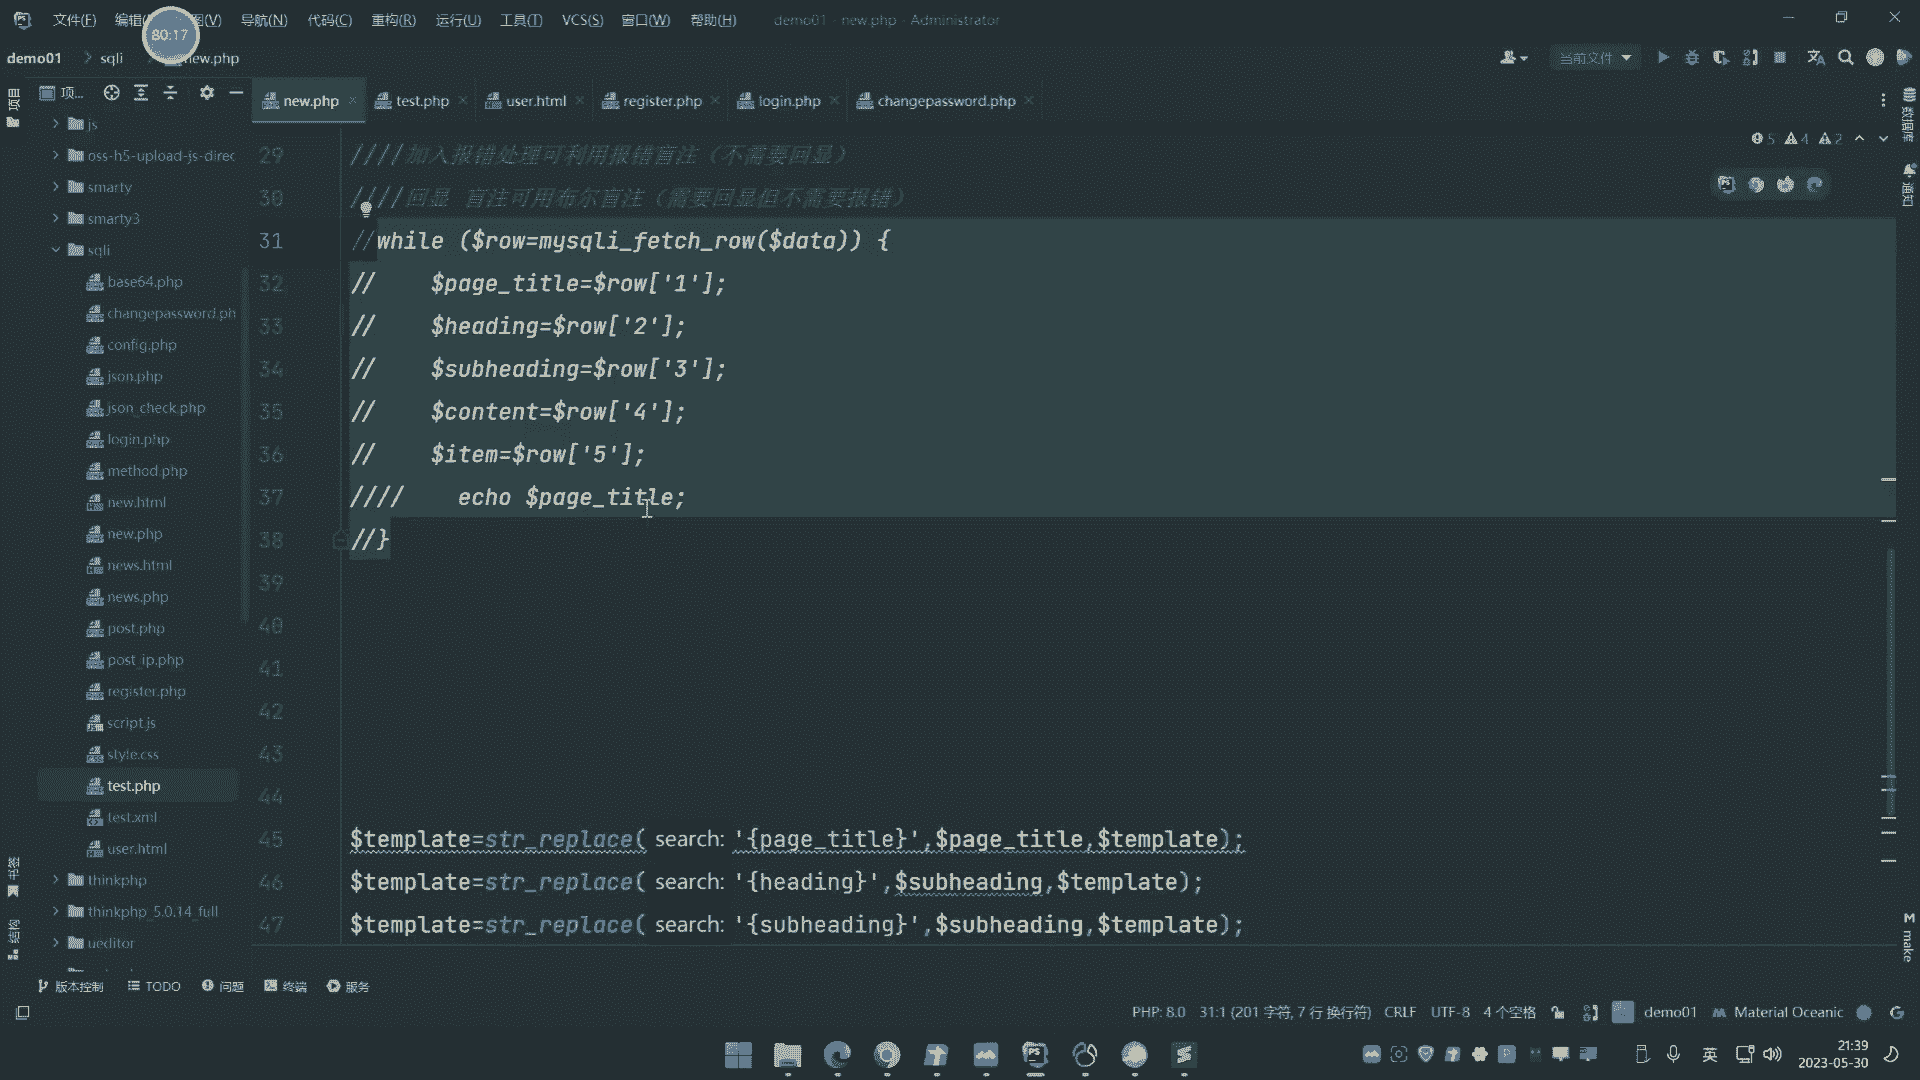 文件(F) 编辑 图(V) 导航(N) 代码(C) 重构(R) 运行(U) 工具(T) VCS(S) 窗口(W) 帮助(H) demo01 - new.php - Administrator
80:17
demo01 sqli new.php
当前文件
项目
项...
new.php
test.php
user.html
register.php
login.php
changepassword.php
5 4 2
数据库
通知
js
oss-h5-upload-js-direc
smarty
smarty3
sqli
base64.php
changepassword.ph
config.php
json.php
json_check.php
login.php
method.php
new.html
new.php
news.html
news.php
post.php
post_ip.php
register.php
script.js
style.css
test.php
test.xml
user.html
thinkphp
thinkphp_5.0.14_full
ueditor
29 ////加入报错处理可利用报错盲注（不需要回显）
30 ////回显 盲注可用布尔盲注（需要回显但不需要报错）
31 //while ($row=mysqli_fetch_row($data)) {
32 // $page_title=$row['1'];
33 // $heading=$row['2'];
34 // $subheading=$row['3'];
35 // $content=$row['4'];
36 // $item=$row['5'];
37 //// echo $page_title;
38 //}
39
40
41
42
43
44
45 $template=str_replace( search: '{page_title}',$page_title,$template);
46 $template=str_replace( search: '{heading}',$subheading,$template);
47 $template=str_replace( search: '{subheading}',$subheading,$template);
书签
结构
M make
版本控制 TODO 问题 终端 服务
PHP: 8.0 31:1 (201 字符, 7 行 换行符) CRLF UTF-8 4 个空格 demo01 Material Oceanic
英
21:39
2023-05-30